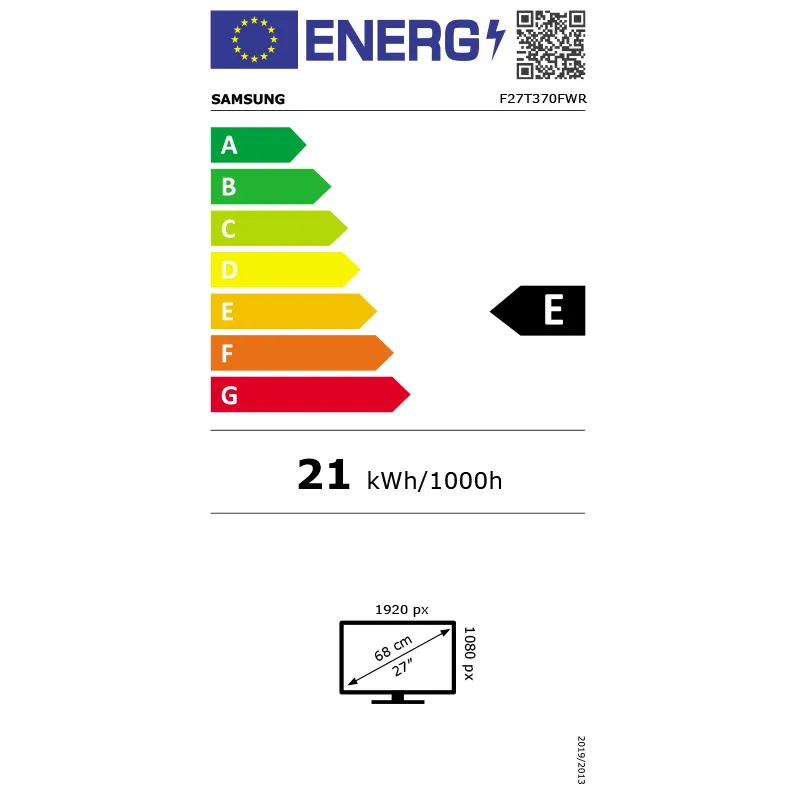 ENERG
SAMSUNG
F27T370FWR
A
B
C
D
E
E
F
G
21 kWh/1000h
1920 px
1080 px
68 cm
27”
2019/2013